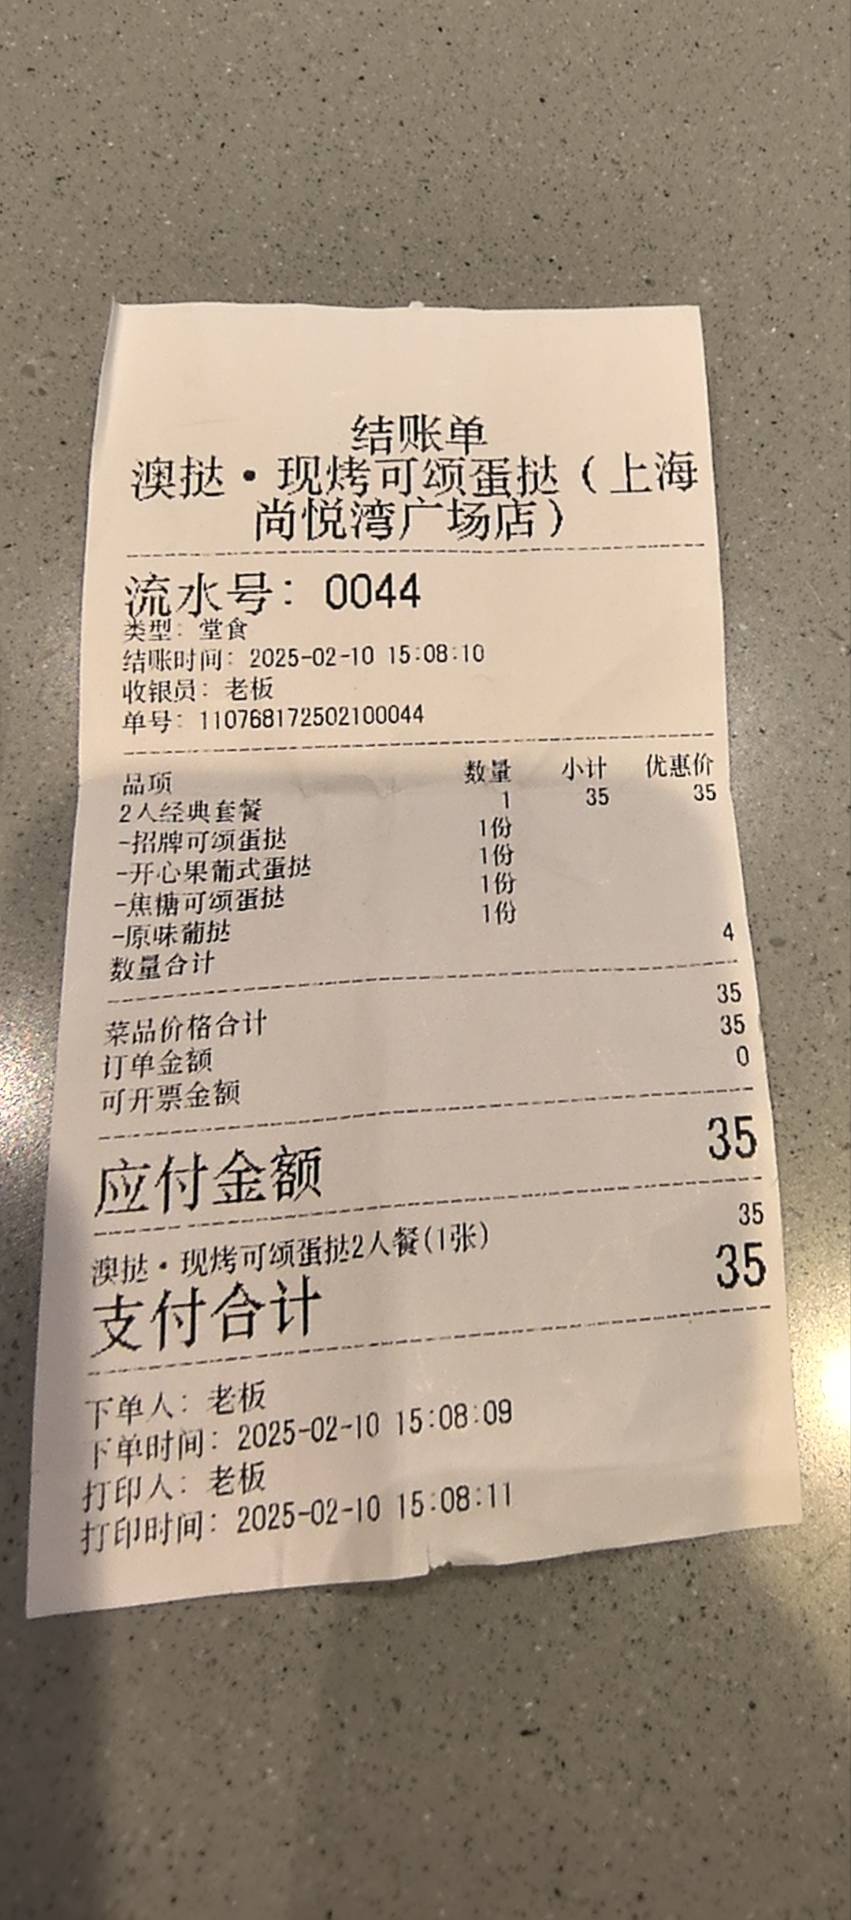 结账单
澳挞·现烤可颂蛋挞（上海
尚悦湾广场店）
流水号：0044
类型：堂食
结账时间：2025-02-10 15:08:10
收银员：老板
单号：110768172502100044
品项 数量 小计 优惠价
2人经典套餐 1 35 35
-招牌可颂蛋挞 1份
-开心果葡式蛋挞 1份
-焦糖可颂蛋挞 1份
-原味葡挞 1份
数量合计 4
菜品价格合计 35
订单金额 35
可开票金额 0
应付金额 35
澳挞·现烤可颂蛋挞2人餐(1张) 35
支付合计 35
下单人：老板
下单时间：2025-02-10 15:08:09
打印人：老板
打印时间：2025-02-10 15:08:11